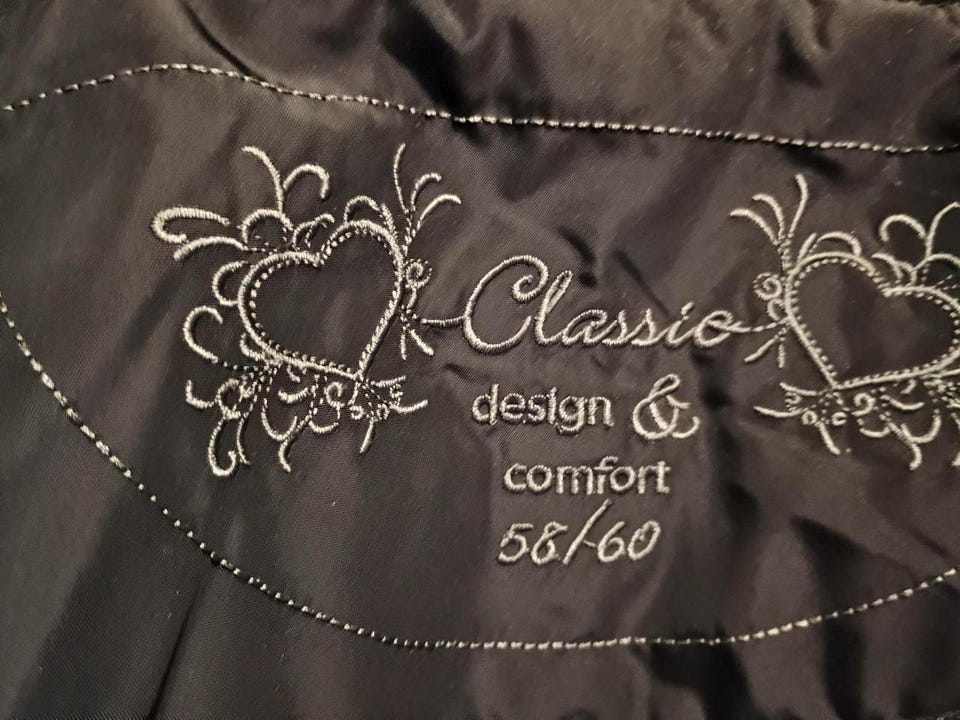 Classic
design &
comfort
58/60